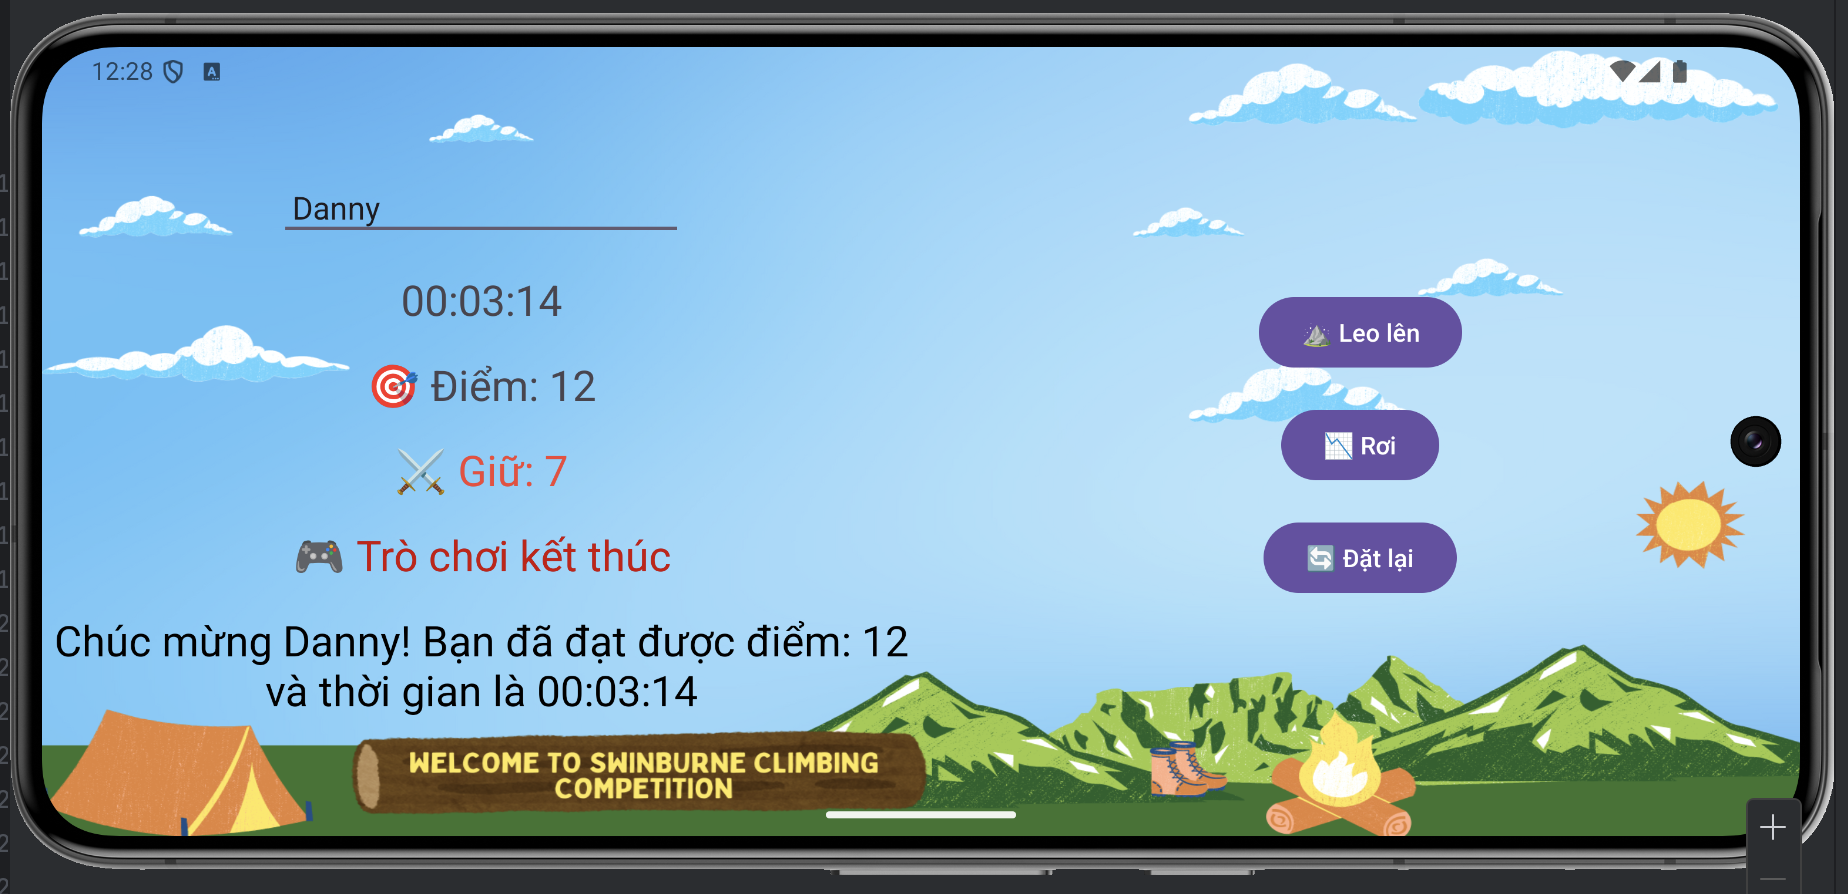 12:28
Danny
00:03:14
🎯 Điểm: 12
⚔️ Giữ: 7
🎮 Trò chơi kết thúc
Chúc mừng Danny! Bạn đã đạt được điểm: 12
và thời gian là 00:03:14
⛰️ Leo lên
📉 Rơi
🔄 Đặt lại
WELCOME TO SWINBURNE CLIMBING
COMPETITION